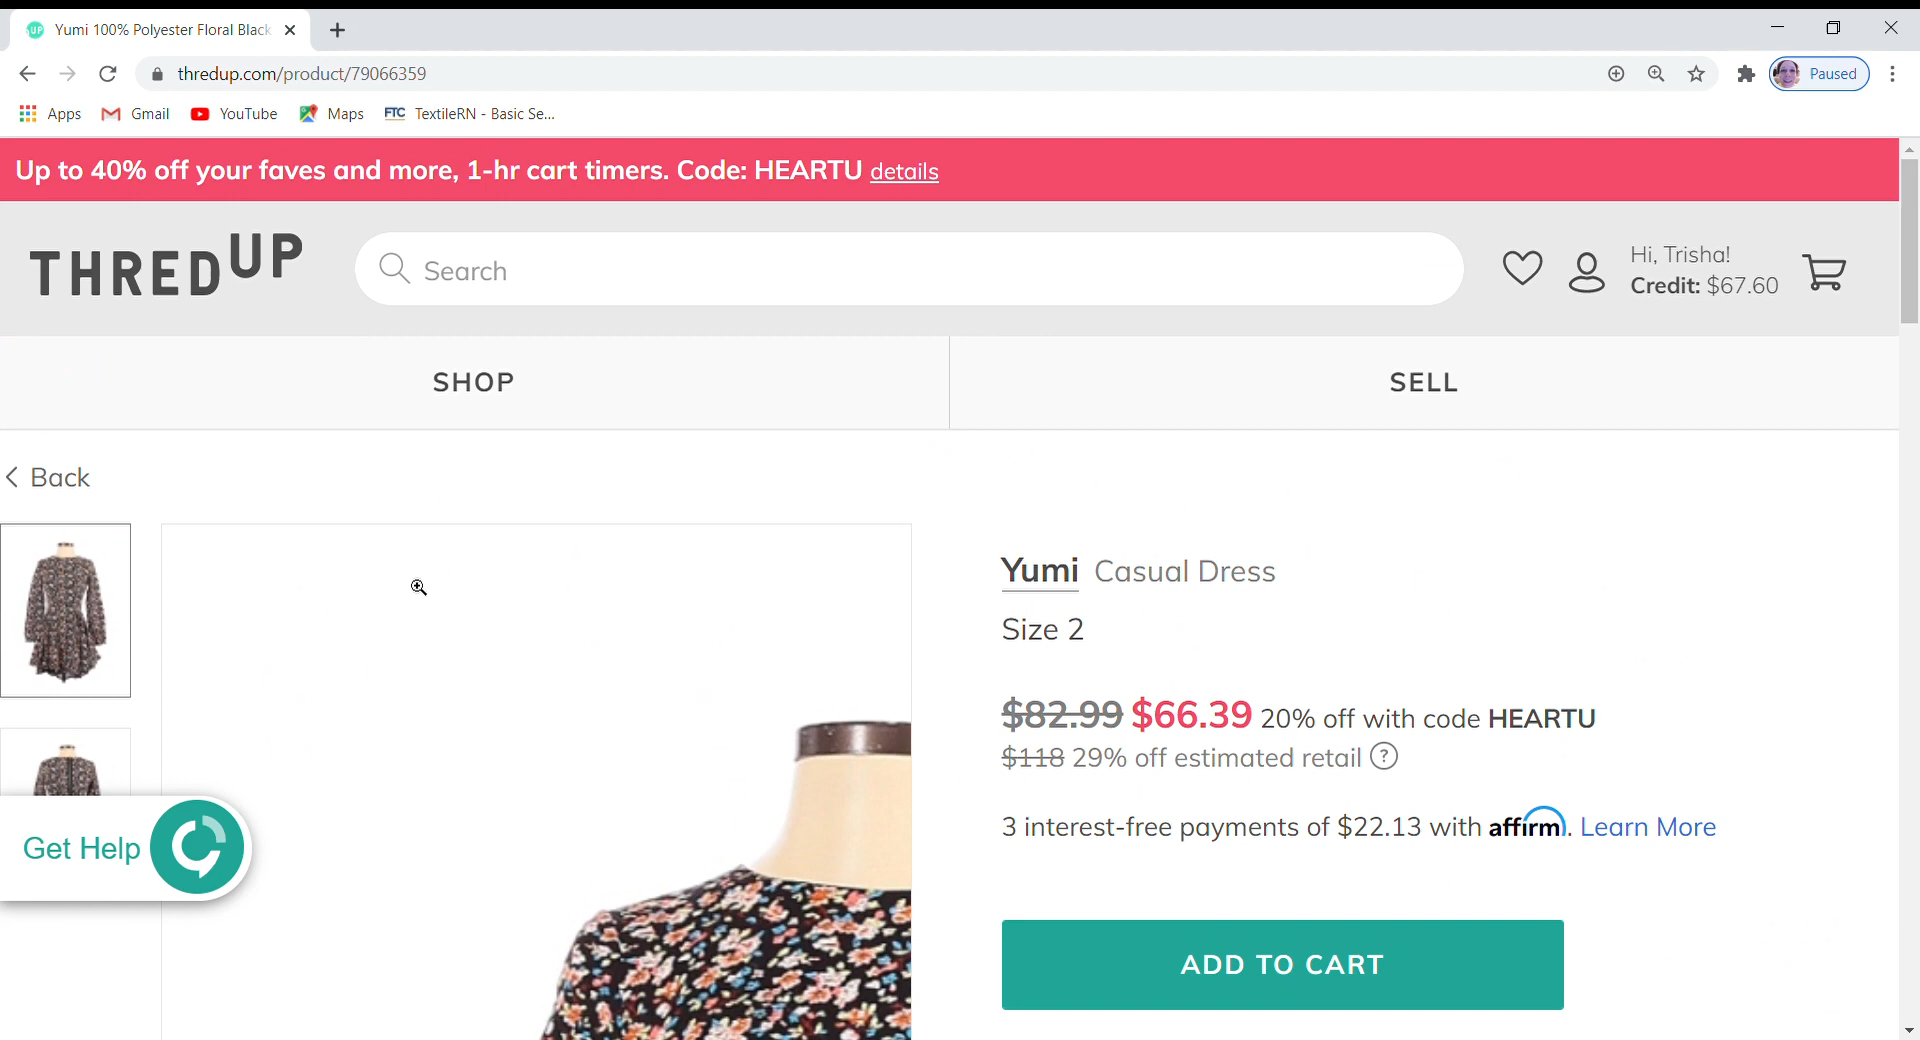 UP Yumi 100% Polyester Floral Black
thredup.com/product/79066359
Paused
Apps Gmail YouTube Maps FTC TextileRN - Basic Se...
Up to 40% off your faves and more, 1-hr cart timers. Code: HEARTU details
THREDUP
Search
Hi, Trisha!
Credit: $67.60
SHOP
SELL
< Back
Yumi Casual Dress
Size 2
$82.99 $66.39 20% off with code HEARTU
$118 29% off estimated retail ?
3 interest-free payments of $22.13 with affirm. Learn More
Get Help
ADD TO CART